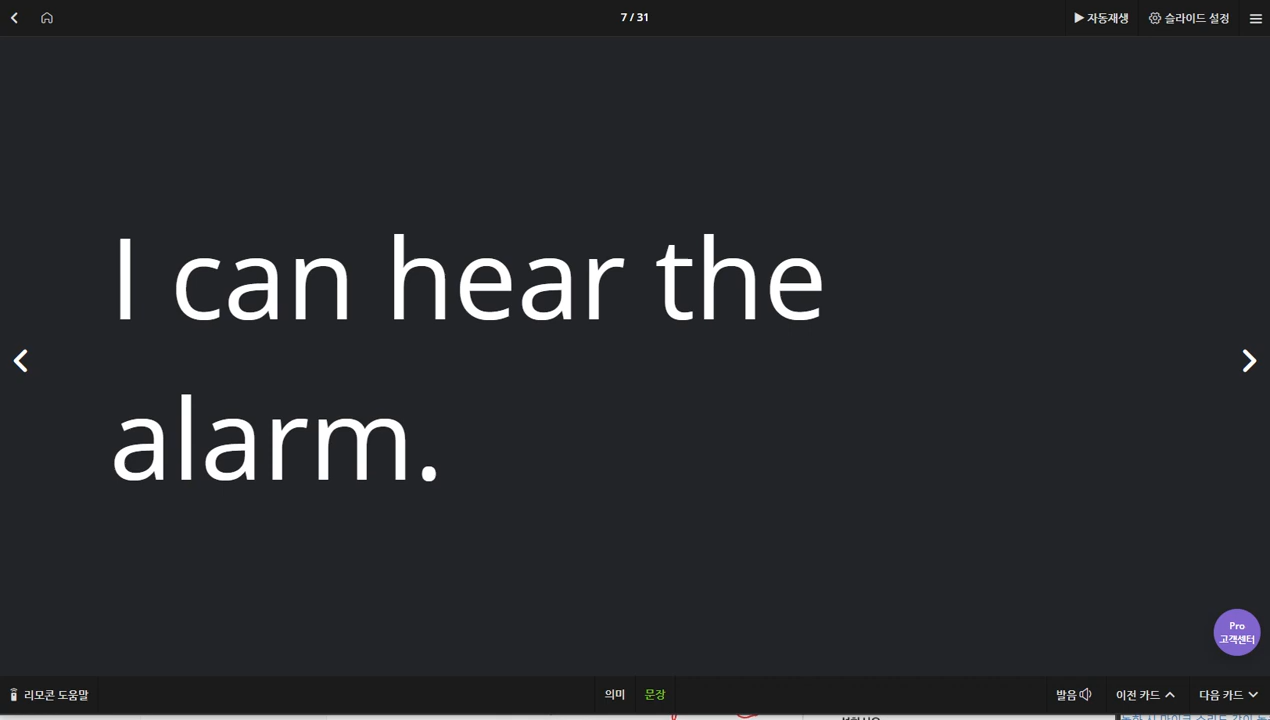 7 / 31
자동재생
슬라이드 설정
I can hear the
alarm.
Pro
고객센터
리모콘 도움말
의미
문장
발음
이전 카드
다음 카드